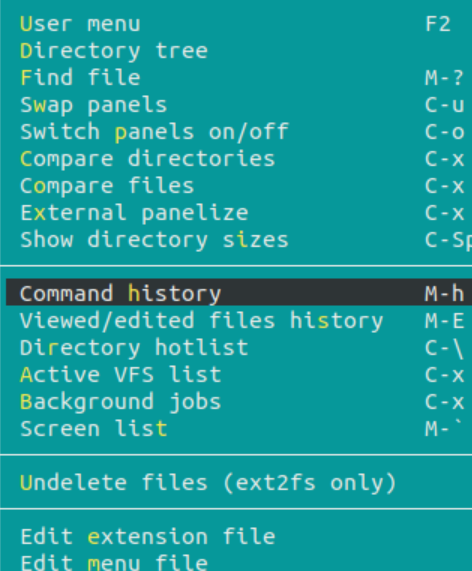 User menu F2
Directory tree
Find file M-?
Swap panels C-u
Switch panels on/off C-o
Compare directories C-x
Compare files C-x
External panelize C-x
Show directory sizes C-Sp
Command history M-h
Viewed/edited files history M-E
Directory hotlist C-\
Active VFS list C-x
Background jobs C-x
Screen list M-`
Undelete files (ext2fs only)
Edit extension file
Edit menu file